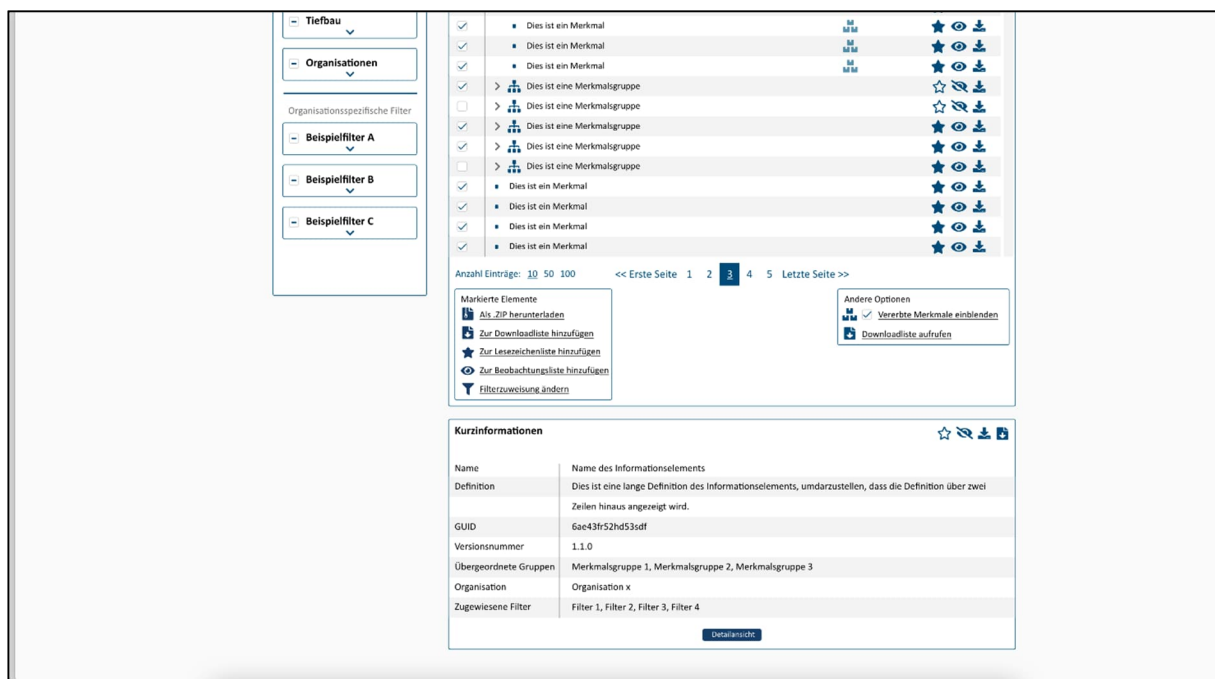 Tiefbau
Organisationen
Organisationsspezifische Filter
Beispielfilter A
Beispielfilter B
Beispielfilter C
Dies ist ein Merkmal
Dies ist ein Merkmal
Dies ist ein Merkmal
Dies ist eine Merkmalsgruppe
Dies ist eine Merkmalsgruppe
Dies ist eine Merkmalsgruppe
Dies ist eine Merkmalsgruppe
Dies ist eine Merkmalsgruppe
Dies ist ein Merkmal
Dies ist ein Merkmal
Dies ist ein Merkmal
Dies ist ein Merkmal
Anzahl Einträge: 10 50 100 << Erste Seite 1 2 3 4 5 Letzte Seite >>
Markierte Elemente
Als .ZIP herunterladen
Zur Downloadliste hinzufügen
Zur Lesezeichenliste hinzufügen
Zur Beobachtungsliste hinzufügen
Filterzuweisung ändern
Andere Optionen
Vererbte Merkmale einblenden
Downloadliste aufrufen
Kurzinformationen
Name Name des Informationselements
Definition Dies ist eine lange Definition des Informationselements, umdarzustellen, dass die Definition über zwei
Zeilen hinaus angezeigt wird.
GUID 6ae43fr52hd53sdf
Versionsnummer 1.1.0
Übergeordnete Gruppen Merkmalsgruppe 1, Merkmalsgruppe 2, Merkmalsgruppe 3
Organisation Organisation x
Zugewiesene Filter Filter 1, Filter 2, Filter 3, Filter 4
Detailansicht